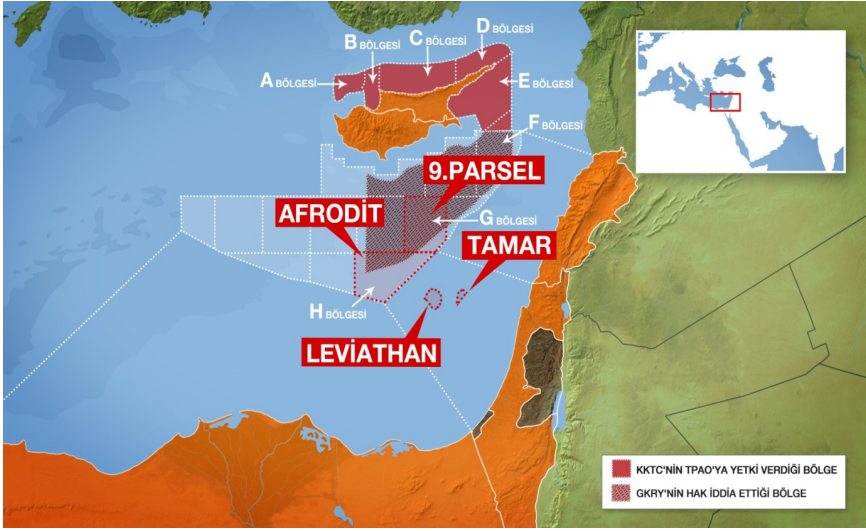 D BÖLGESİ
C BÖLGESİ
B BÖLGESİ
A BÖLGESİ
E BÖLGESİ
F BÖLGESİ
9.PARSEL
AFRODİT
G BÖLGESİ
TAMAR
H BÖLGESİ
LEVİATHAN
KKTC'NİN TPAO'YA YETKİ VERDİĞİ BÖLGE
GKRY'NİN HAK İDDİA ETTİĞİ BÖLGE